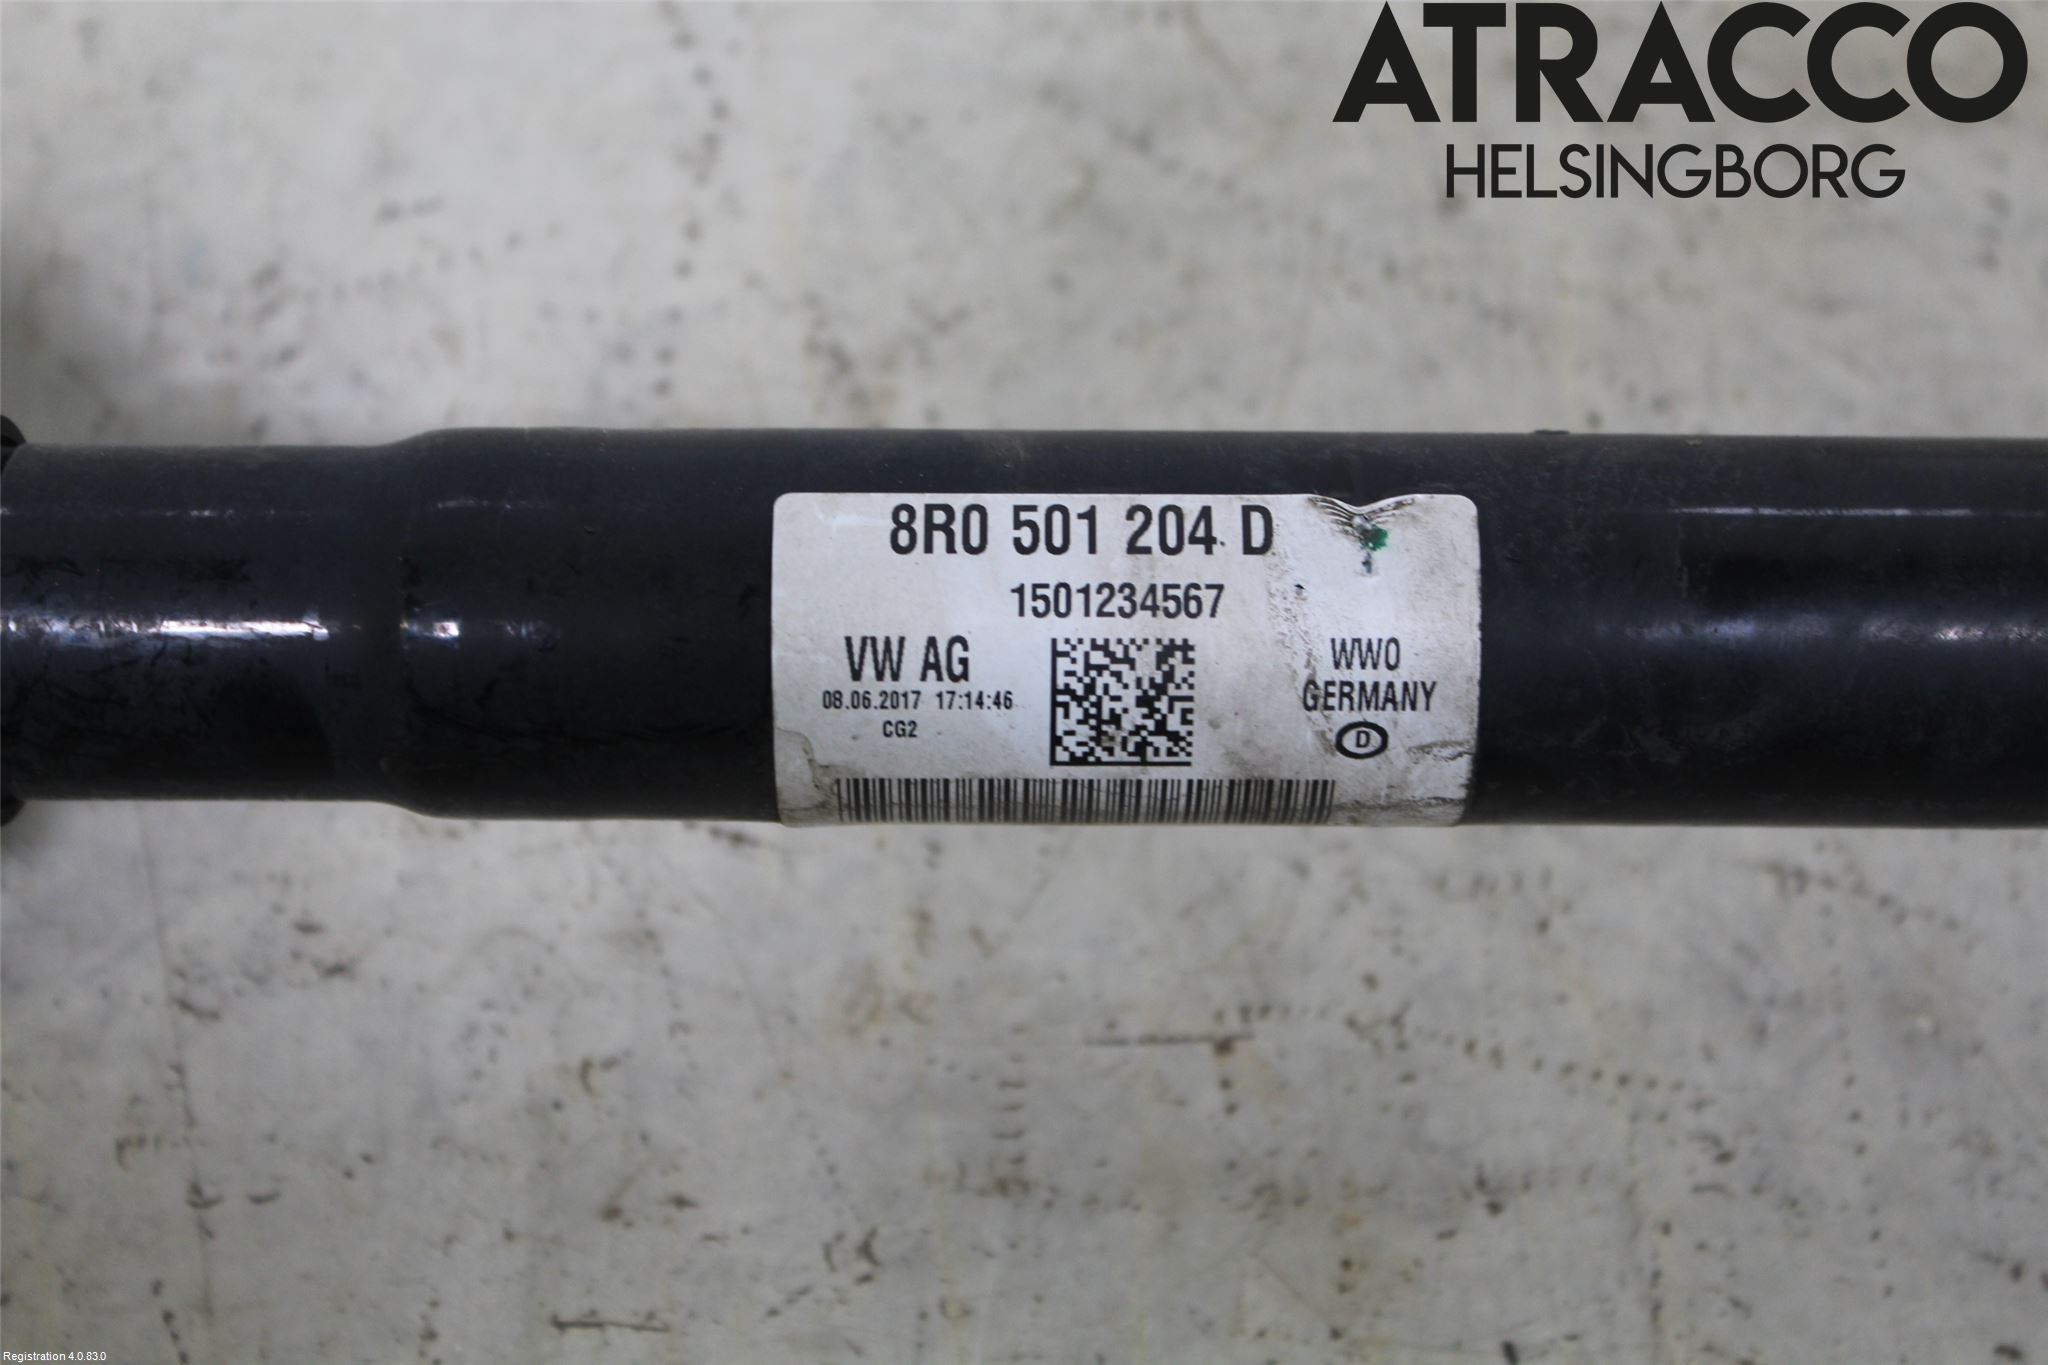 ATRACCO
HELSINGBORG
8R0 501 204 D
1501234567
VW AG
08.06.2017 17:14:46
CG2
WWO
GERMANY
D
Registration 4.0.83.0